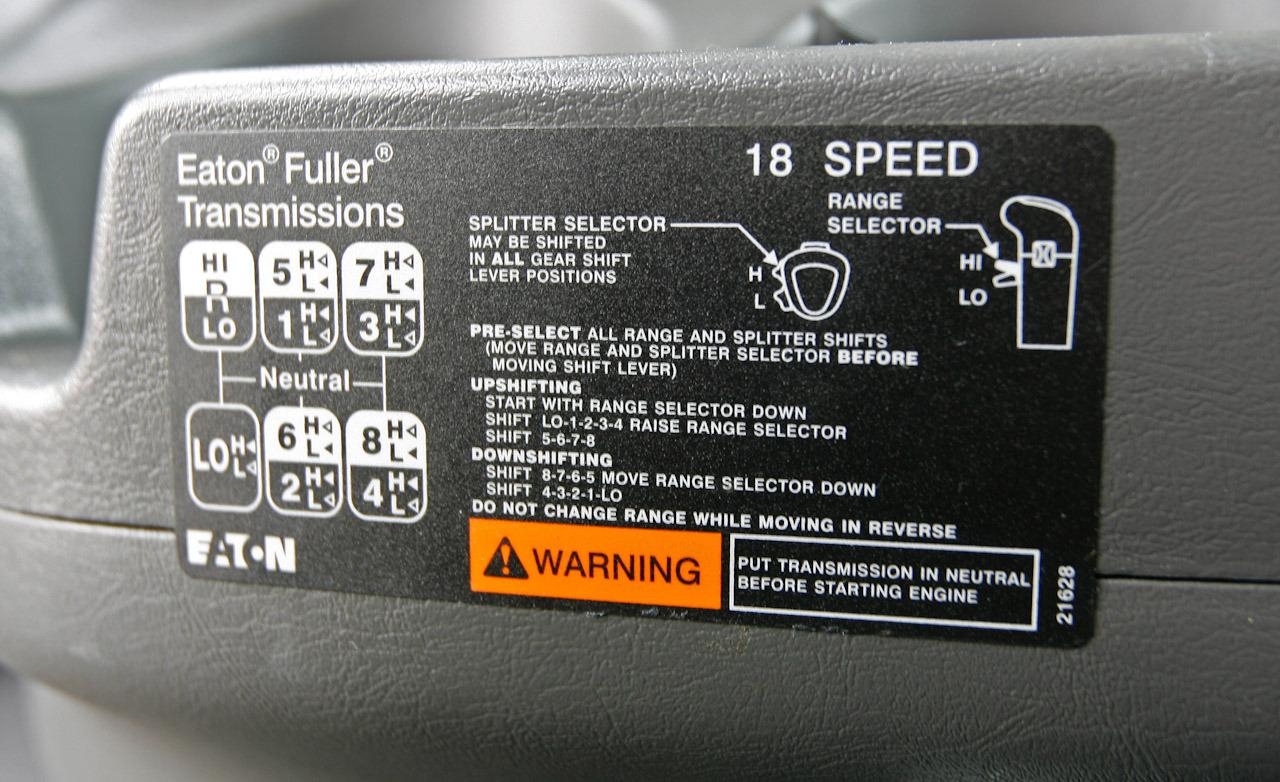 Eaton® Fuller®
Transmissions
HI
R
LO
5 H L
1 H L
7 H L
3 H L
Neutral
LO H L
6 H L
2 H L
8 H L
4 H L
EATON
18 SPEED
SPLITTER SELECTOR
MAY BE SHIFTED
IN ALL GEAR SHIFT
LEVER POSITIONS
H
L
RANGE
SELECTOR
HI
LO
PRE-SELECT ALL RANGE AND SPLITTER SHIFTS
(MOVE RANGE AND SPLITTER SELECTOR BEFORE
MOVING SHIFT LEVER)
UPSHIFTING
START WITH RANGE SELECTOR DOWN
SHIFT LO-1-2-3-4 RAISE RANGE SELECTOR
SHIFT 5-6-7-8
DOWNSHIFTING
SHIFT 8-7-6-5 MOVE RANGE SELECTOR DOWN
SHIFT 4-3-2-1-LO
DO NOT CHANGE RANGE WHILE MOVING IN REVERSE
WARNING
PUT TRANSMISSION IN NEUTRAL
BEFORE STARTING ENGINE
21628